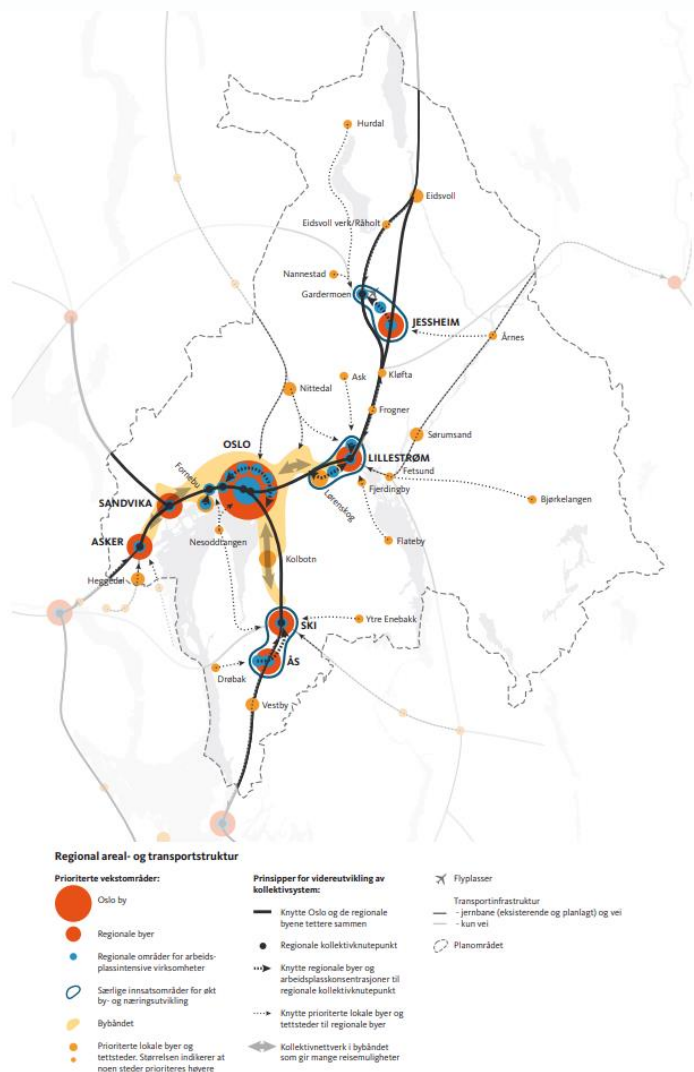 Hurdal
Eidsvoll
Eidsvoll verk/Råholt
Nannestad
Gardermoen
JESSHEIM
Årnes
Ask
Kløfta
Nittedal
Frogner
Sørumsand
OSLO
LILLESTRØM
Fornebu
Fetsund
Lørenskog
Fjerdingby
Bjørkelangen
SANDVIKA
ASKER
Nesoddtangen
Flateby
Kolbotn
Heggedal
SKI
Ytre Enebakk
ÅS
Drøbak
Vestby
Regional areal- og transportstruktur
Prioriterte vekstområder:
Oslo by
Regionale byer
Regionale områder for arbeids-
plassintensive virksomheter
Særlige innsatsområder for økt
by- og næringsutvikling
Bybåndet
Prioriterte lokale byer og
tettsteder. Størrelsen indikerer at
noen steder prioriteres høyere
Prinsipper for videreutvikling av
kollektivsystem:
Knytte Oslo og de regionale
byene tettere sammen
Regionale kollektivknutepunkt
Knytte regionale byer og
arbeidsplasskonsentrasjoner til
regionale kollektivknutepunkt
Knytte prioriterte lokale byer og
tettsteder til regionale byer
Kollektivnettverk i bybåndet
som gir mange reisemuligheter
Flyplasser
Transportinfrastruktur
- jernbane (eksisterende og planlagt) og vei
- kun vei
Planområdet